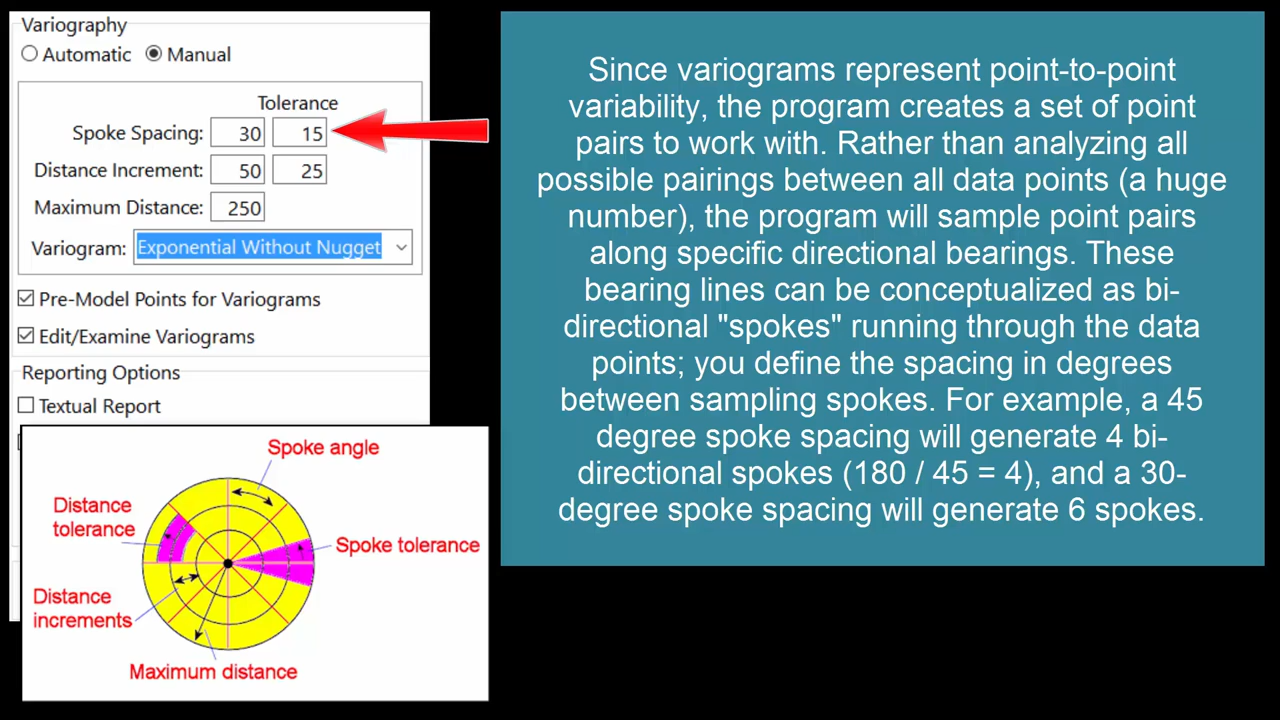 Variography
Automatic Manual
Tolerance
Spoke Spacing: 30 15
Distance Increment: 50 25
Maximum Distance: 250
Variogram: Exponential Without Nugget
Pre-Model Points for Variograms
Edit/Examine Variograms
Reporting Options
Textual Report
Spoke angle
Distance
tolerance
Spoke tolerance
Distance
increments
Maximum distance
Since variograms represent point-to-point
variability, the program creates a set of point
pairs to work with. Rather than analyzing all
possible pairings between all data points (a huge
number), the program will sample point pairs
along specific directional bearings. These
bearing lines can be conceptualized as bi-
directional "spokes" running through the data
points; you define the spacing in degrees
between sampling spokes. For example, a 45
degree spoke spacing will generate 4 bi-
directional spokes (180 / 45 = 4), and a 30-
degree spoke spacing will generate 6 spokes.